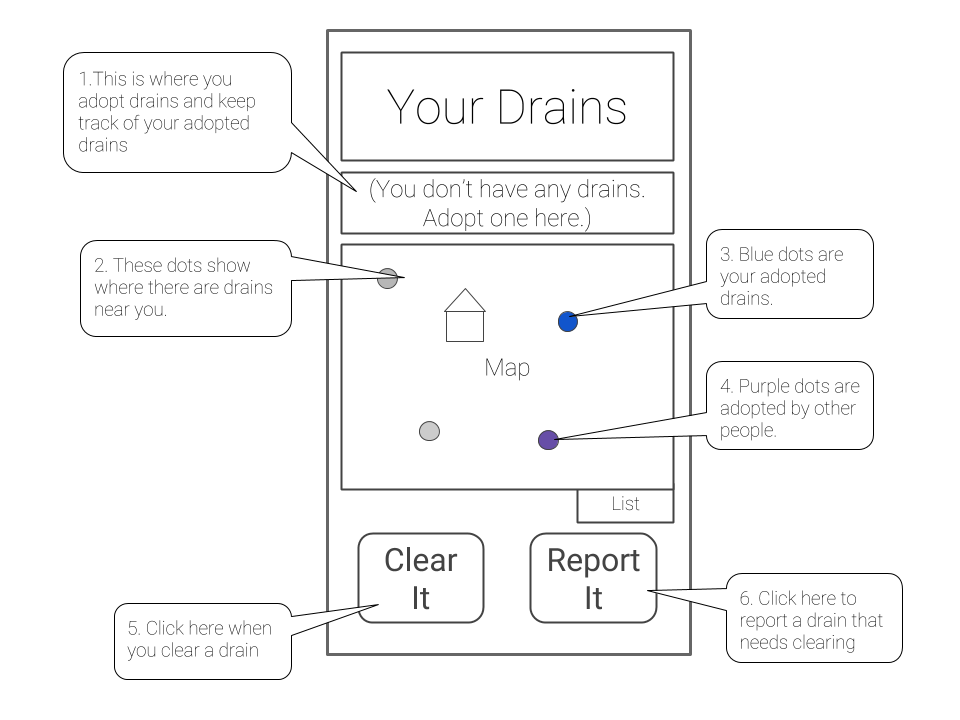 1.This is where you
adopt drains and keep
track of your adopted
drains
Your Drains
(You don't have any drains.
Adopt one here.)
2. These dots show
where there are drains
near you.
3. Blue dots are
your adopted
drains.
Map
4. Purple dots are
adopted by other
people.
List
Clear
It
Report
It
5. Click here when
you clear a drain
6. Click here to
report a drain that
needs clearing